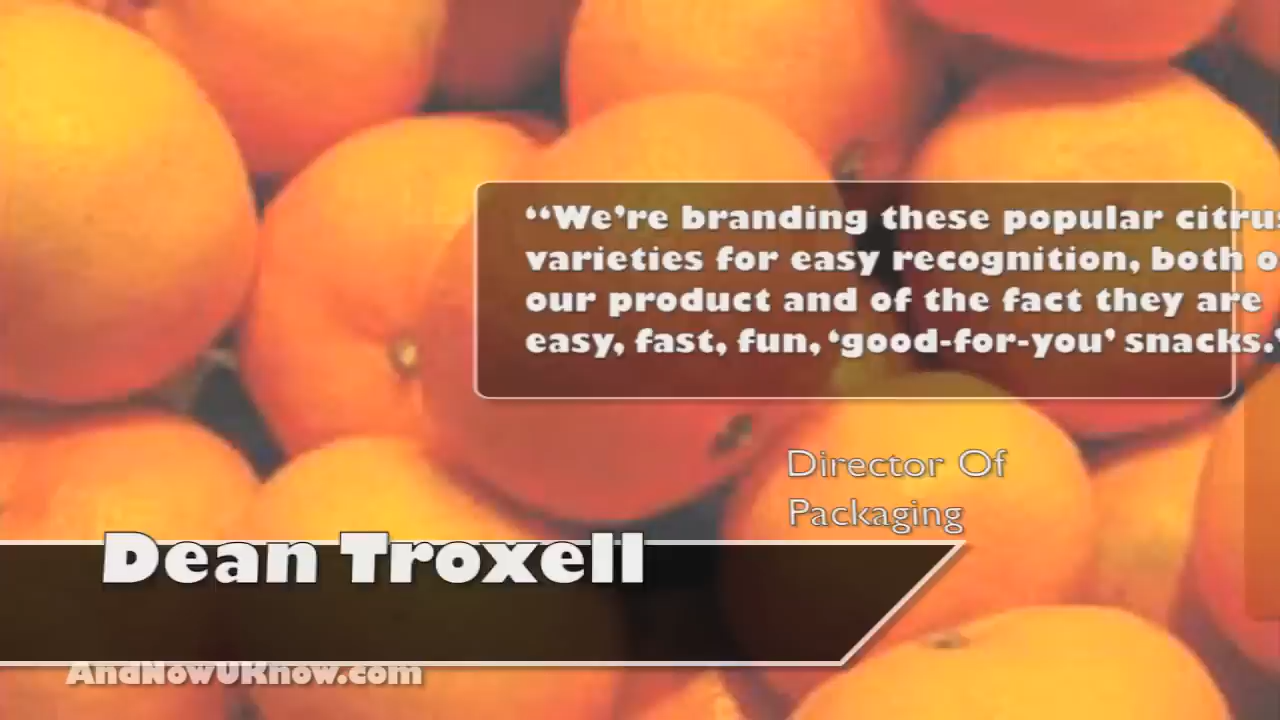 “We’re branding these popular citrus
varieties for easy recognition, both o
our product and of the fact they are
easy, fast, fun, ‘good-for-you’ snacks.”
Director Of
Packaging
Dean Troxell
AndNowUKnow.com